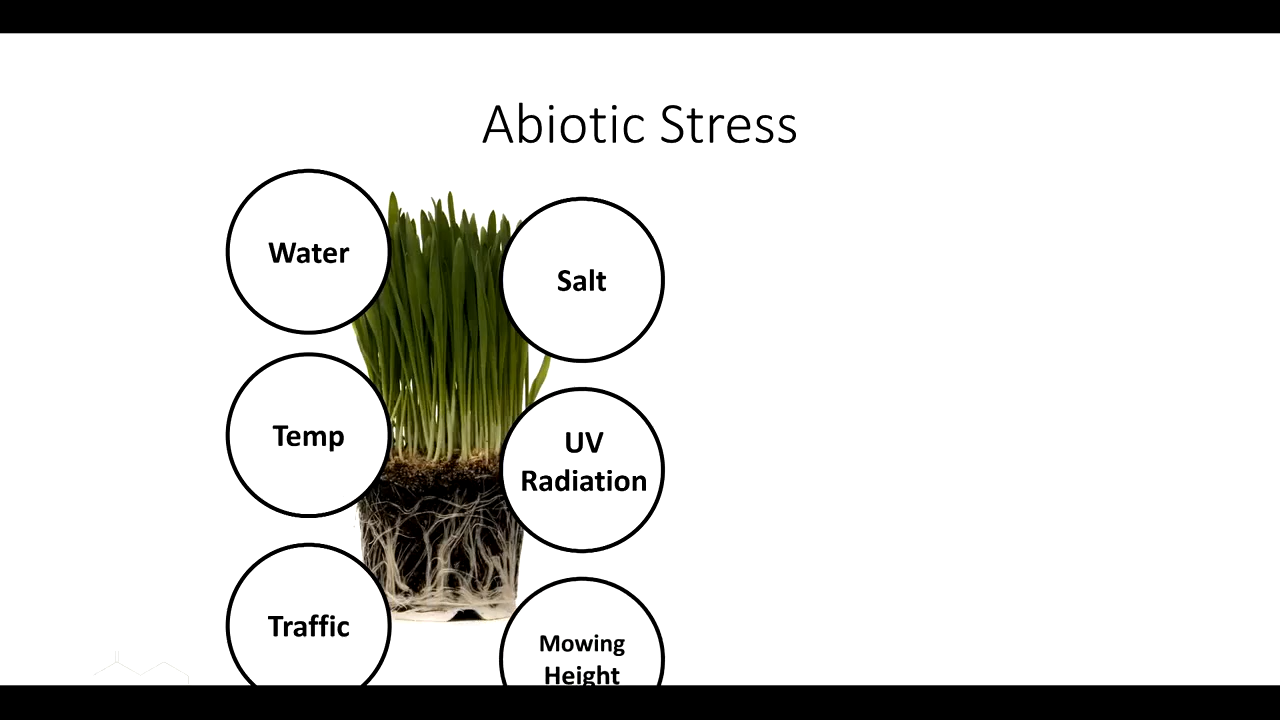 Abiotic Stress
Water
Salt
Temp
UV
Radiation
Traffic
Mowing
Height